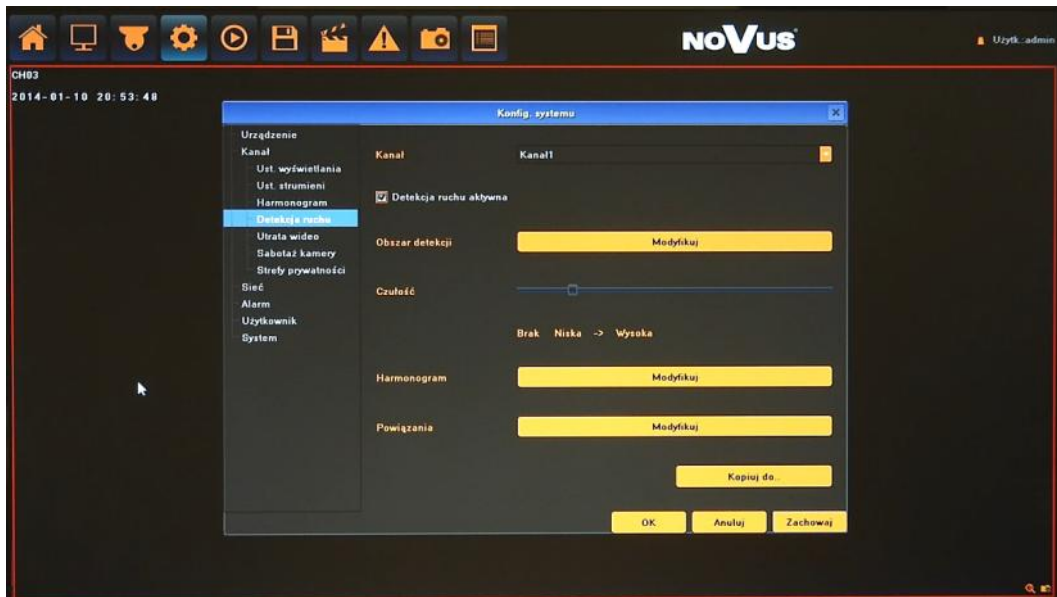 NOVUS
Użytk.:admin
CH03
2014-01-10 20:53:48
Konfig. systemu
Urządzenie
Kanał
Ust. wyświetlania
Ust. strumieni
Harmonogram
Detekcja ruchu
Utrata wideo
Sabotaż kamery
Strefy prywatności
Sieć
Alarm
Użytkownik
System
Kanał Kanał1
Detekcja ruchu aktywna
Obszar detekcji Modyfikuj
Czułość
Brak Niska -> Wysoka
Harmonogram Modyfikuj
Powiązania Modyfikuj
Kopiuj do..
OK Anuluj Zachowaj